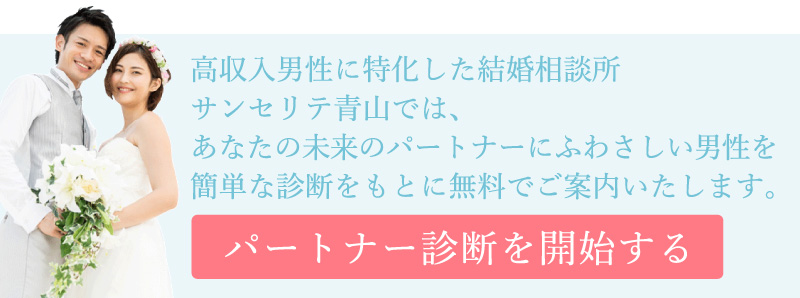 高収入男性に特化した結婚相談所
サンセリテ青山では、
あなたの未来のパートナーにふわさしい男性を
簡単な診断をもとに無料でご案内いたします。
パートナー診断を開始する